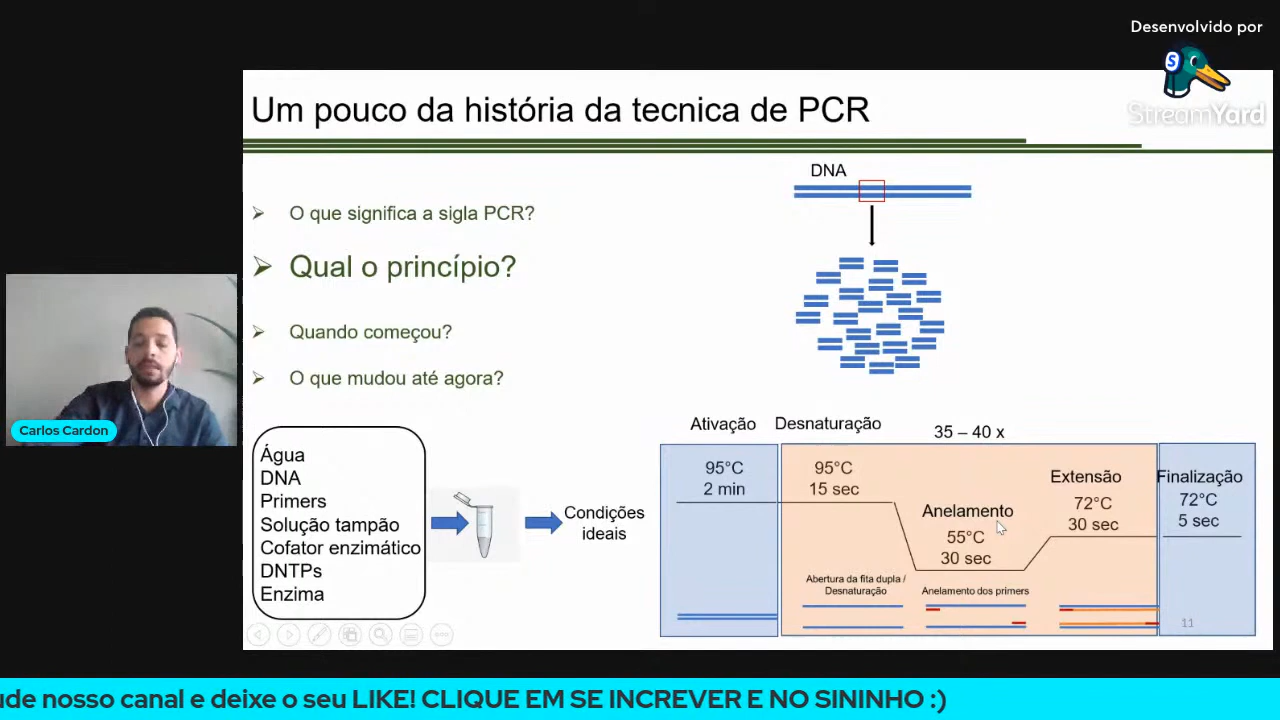 Desenvolvido por
S
StreamYard
Um pouco da história da tecnica de PCR
O que significa a sigla PCR?
Qual o princípio?
Quando começou?
O que mudou até agora?
DNA
Carlos Cardon
Água
DNA
Primers
Solução tampão
Cofator enzimático
DNTPs
Enzima
Condições
ideais
Ativação
95°C
2 min
Desnaturação
95°C
15 sec
35 – 40 x
Anelamento
55°C
30 sec
Extensão
72°C
30 sec
Finalização
72°C
5 sec
Abertura da fita dupla /
Desnaturação
Anelamento dos primers
11
ude nosso canal e deixe o seu LIKE! CLIQUE EM SE INCREVER E NO SININHO :)